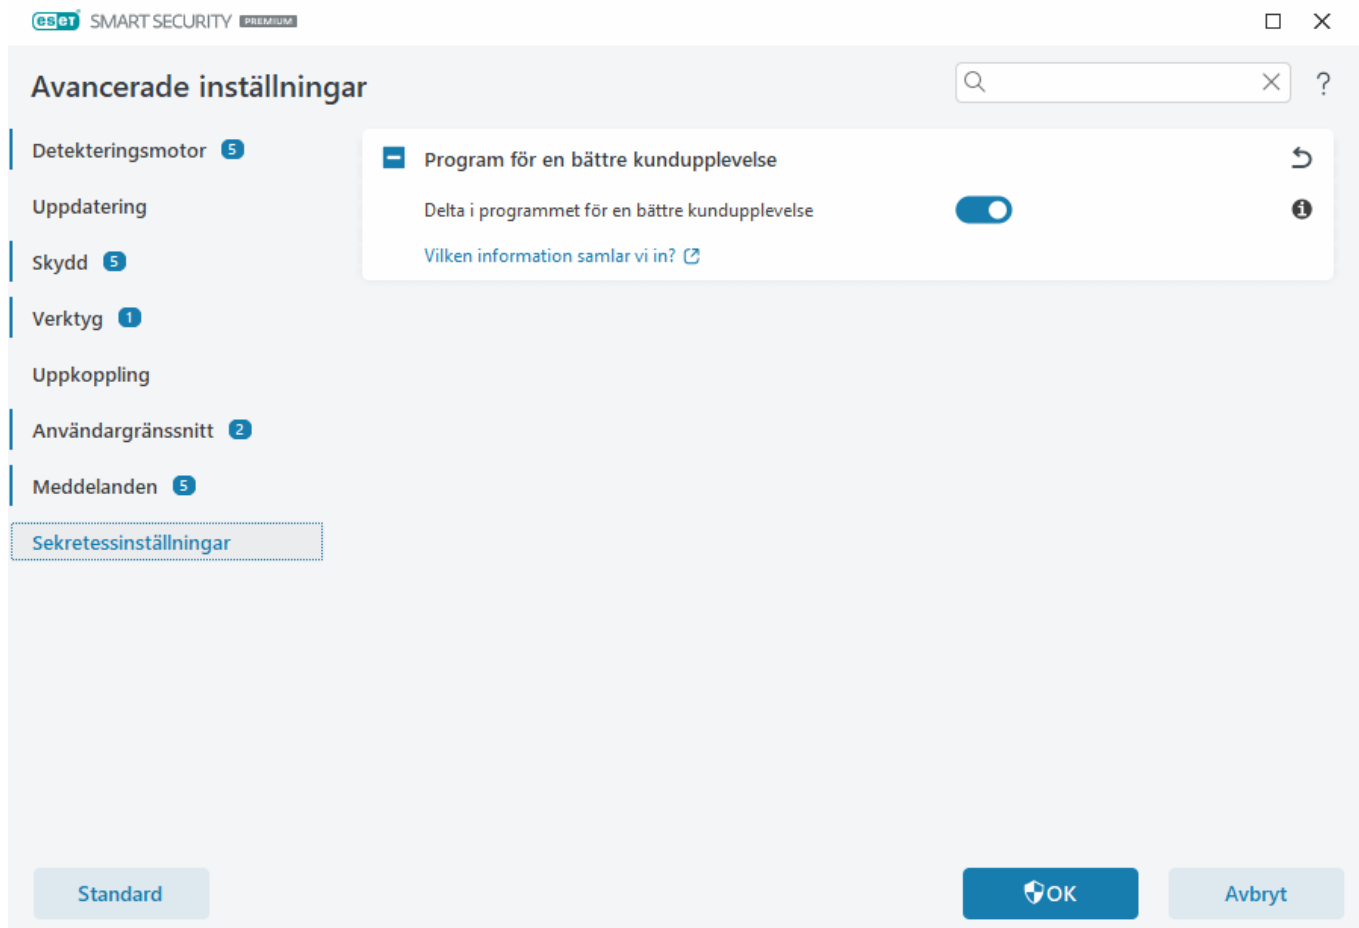 eset SMART SECURITY PREMIUM
Avancerade inställningar
?
Detekteringsmotor 5
Uppdatering
Skydd 5
Verktyg 1
Uppkoppling
Användargränssnitt 2
Meddelanden 5
Sekretessinställningar
Program för en bättre kundupplevelse
Delta i programmet för en bättre kundupplevelse
Vilken information samlar vi in?
Standard
OK
Avbryt